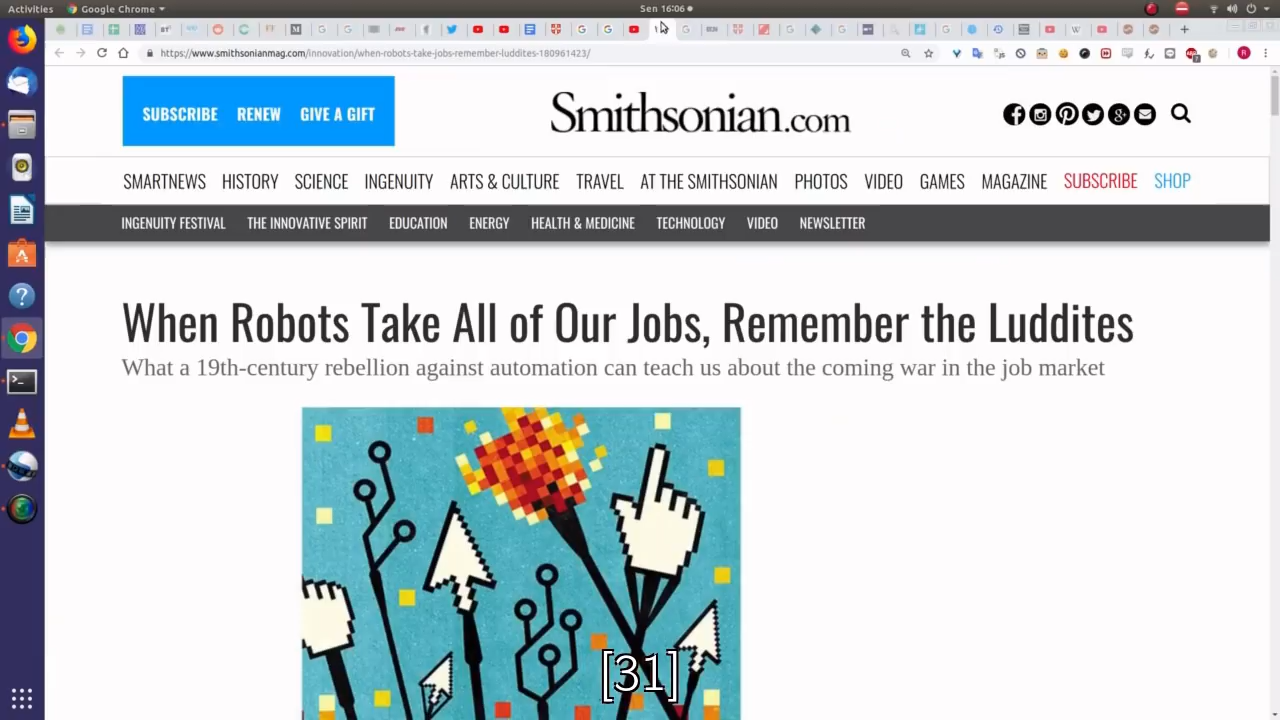 Activities
Google Chrome
Sen 16:06
https://www.smithsonianmag.com/innovation/when-robots-take-jobs-remember-luddites-180961423/
SUBSCRIBE RENEW GIVE A GIFT
Smithsonian.com
SMARTNEWS HISTORY SCIENCE INGENUITY ARTS & CULTURE TRAVEL AT THE SMITHSONIAN PHOTOS VIDEO GAMES MAGAZINE SUBSCRIBE SHOP
INGENUITY FESTIVAL THE INNOVATIVE SPIRIT EDUCATION ENERGY HEALTH & MEDICINE TECHNOLOGY VIDEO NEWSLETTER
When Robots Take All of Our Jobs, Remember the Luddites
What a 19th-century rebellion against automation can teach us about the coming war in the job market
[31]